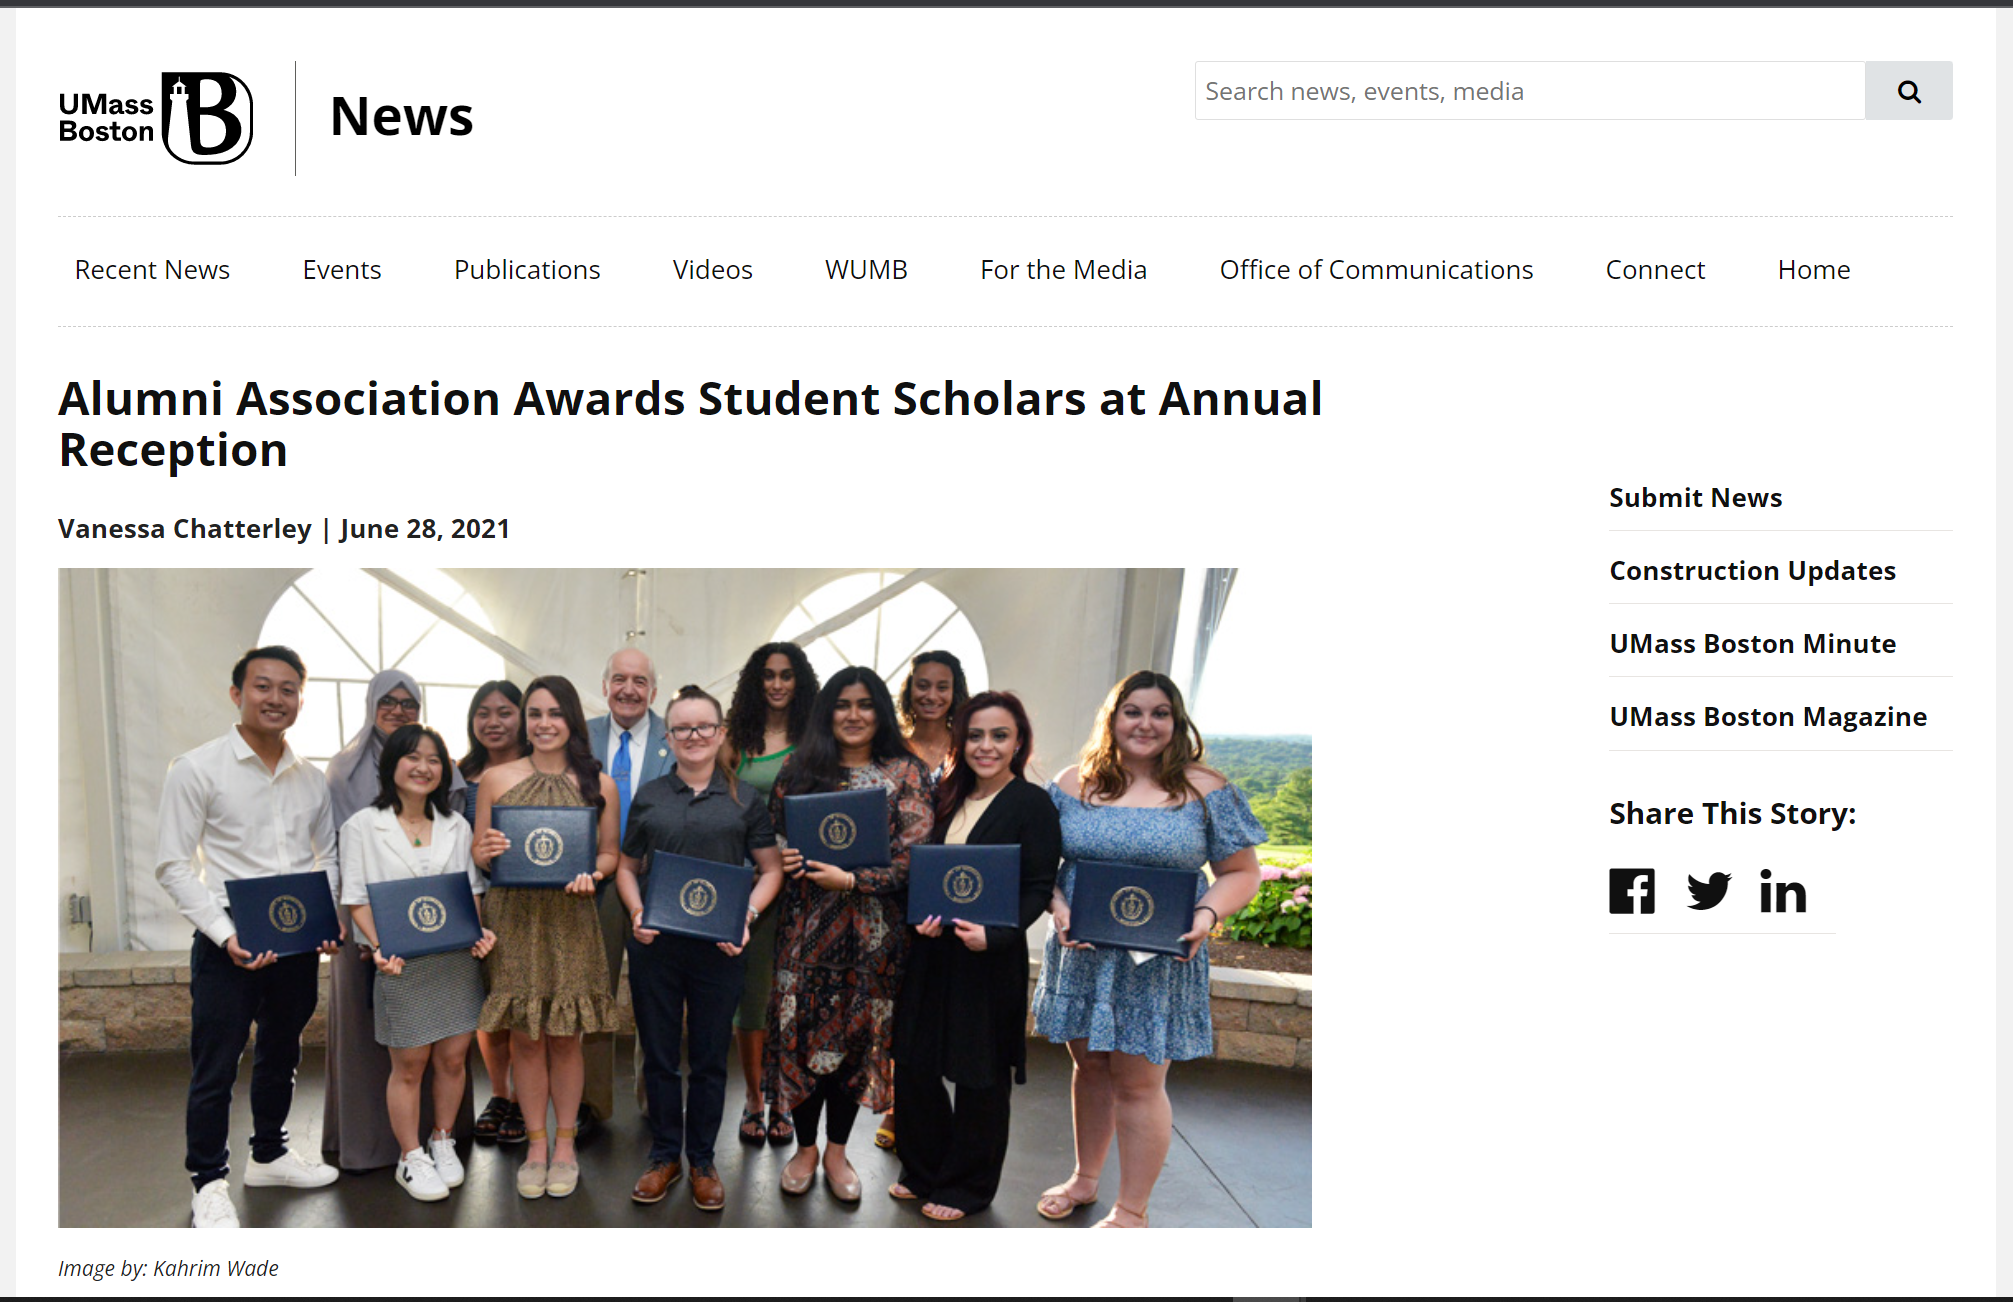 UMass
Boston
B
News
Search news, events, media
Recent News
Events
Publications
Videos
WUMB
For the Media
Office of Communications
Connect
Home
Alumni Association Awards Student Scholars at Annual
Reception
Vanessa Chatterley | June 28, 2021
Submit News
Construction Updates
UMass Boston Minute
UMass Boston Magazine
Share This Story:
Image by: Kahrim Wade